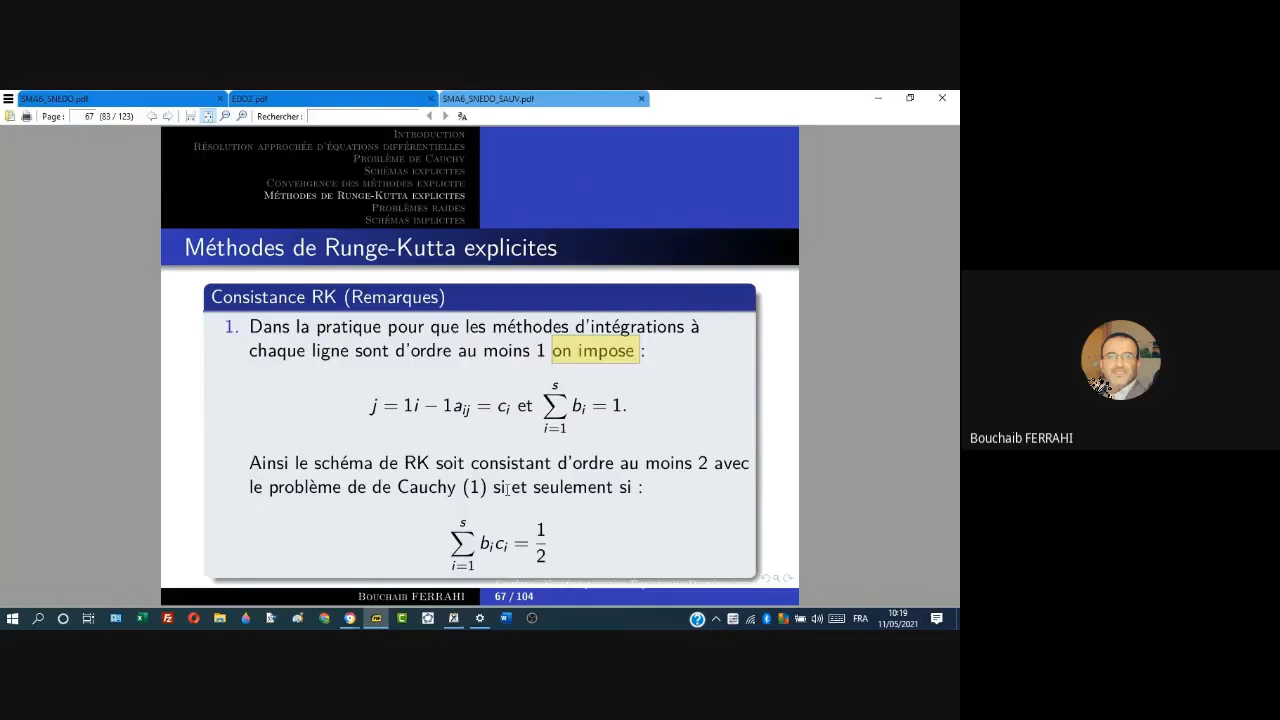 SMA6_SNEDO.pdf
EDO2.pdf
SMA6_SNEDO_SAUV.pdf
Page : 67 (83 / 123) Rechercher :
INTRODUCTION
RÉSOLUTION APPROCHÉE D'ÉQUATIONS DIFFÉRENTIELLES
PROBLÈME DE CAUCHY
SCHÉMAS EXPLICITES
CONVERGENCE DES MÉTHODES EXPLICITE
MÉTHODES DE RUNGE-KUTTA EXPLICITES
PROBLÈMES RAIDES
SCHÉMAS IMPLICITES
Méthodes de Runge-Kutta explicites
Consistance RK (Remarques)
1. Dans la pratique pour que les méthodes d'intégrations à
chaque ligne sont d'ordre au moins 1 on impose :
j = 1i − 1a_{ij} = c_i et \sum_{i=1}^{s} b_i = 1.
Ainsi le schéma de RK soit consistant d'ordre au moins 2 avec
le problème de de Cauchy (1) si et seulement si :
\sum_{i=1}^{s} b_i c_i = \frac{1}{2}
BOUCHAIB FERRAHI 67 / 104
Bouchaib FERRAHI
FRA
10:19
11/05/2021